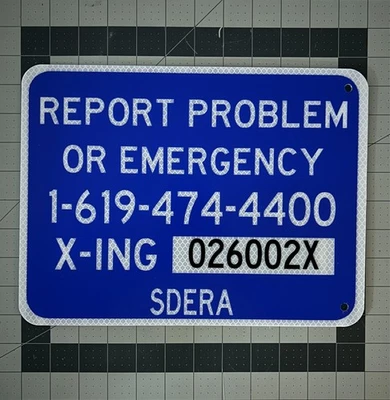 REPORT PROBLEM
OR EMERGENCY
1-619-474-4400
X-ING 026002X
SDERA